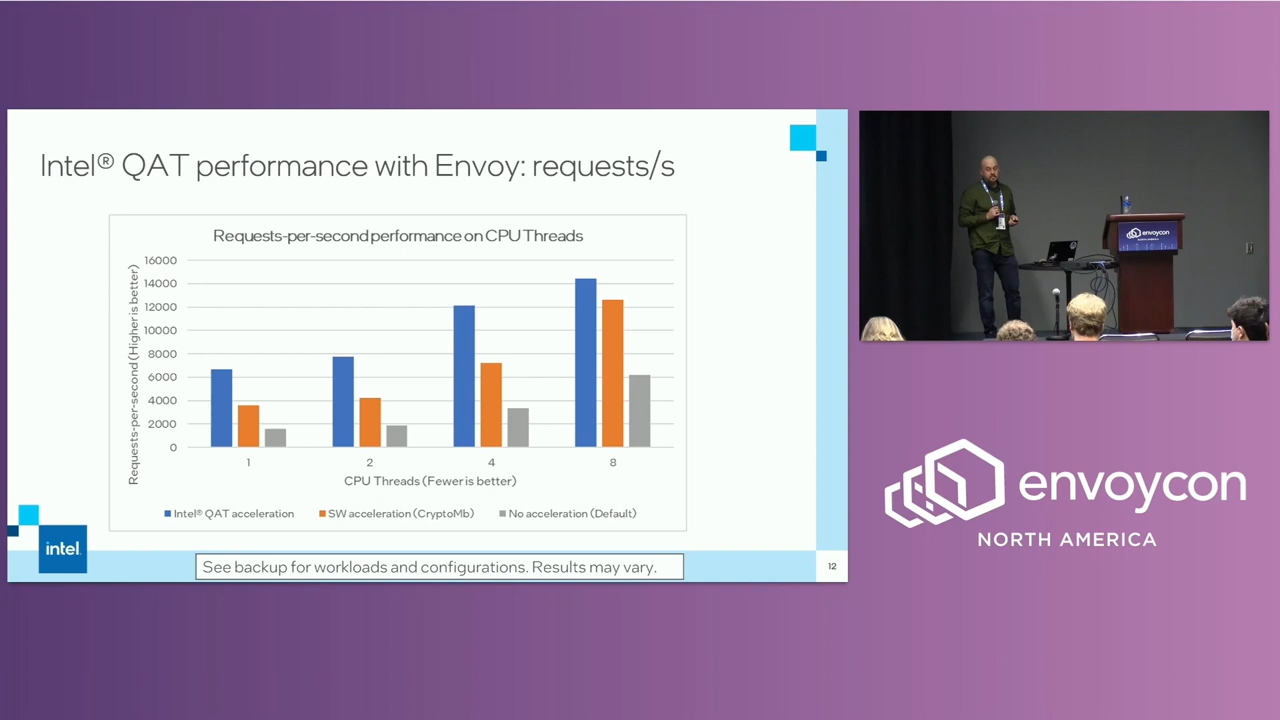 Intel® QAT performance with Envoy: requests/s
Requests-per-second performance on CPU Threads
Requests-per-second (Higher is better)
16000
14000
12000
10000
8000
6000
4000
2000
0
1
2
4
8
CPU Threads (Fewer is better)
Intel® QAT acceleration
SW acceleration (CryptoMb)
No acceleration (Default)
intel.
See backup for workloads and configurations. Results may vary.
12
envoycon
NORTH AMERICA
envoycon
NORTH AMERICA